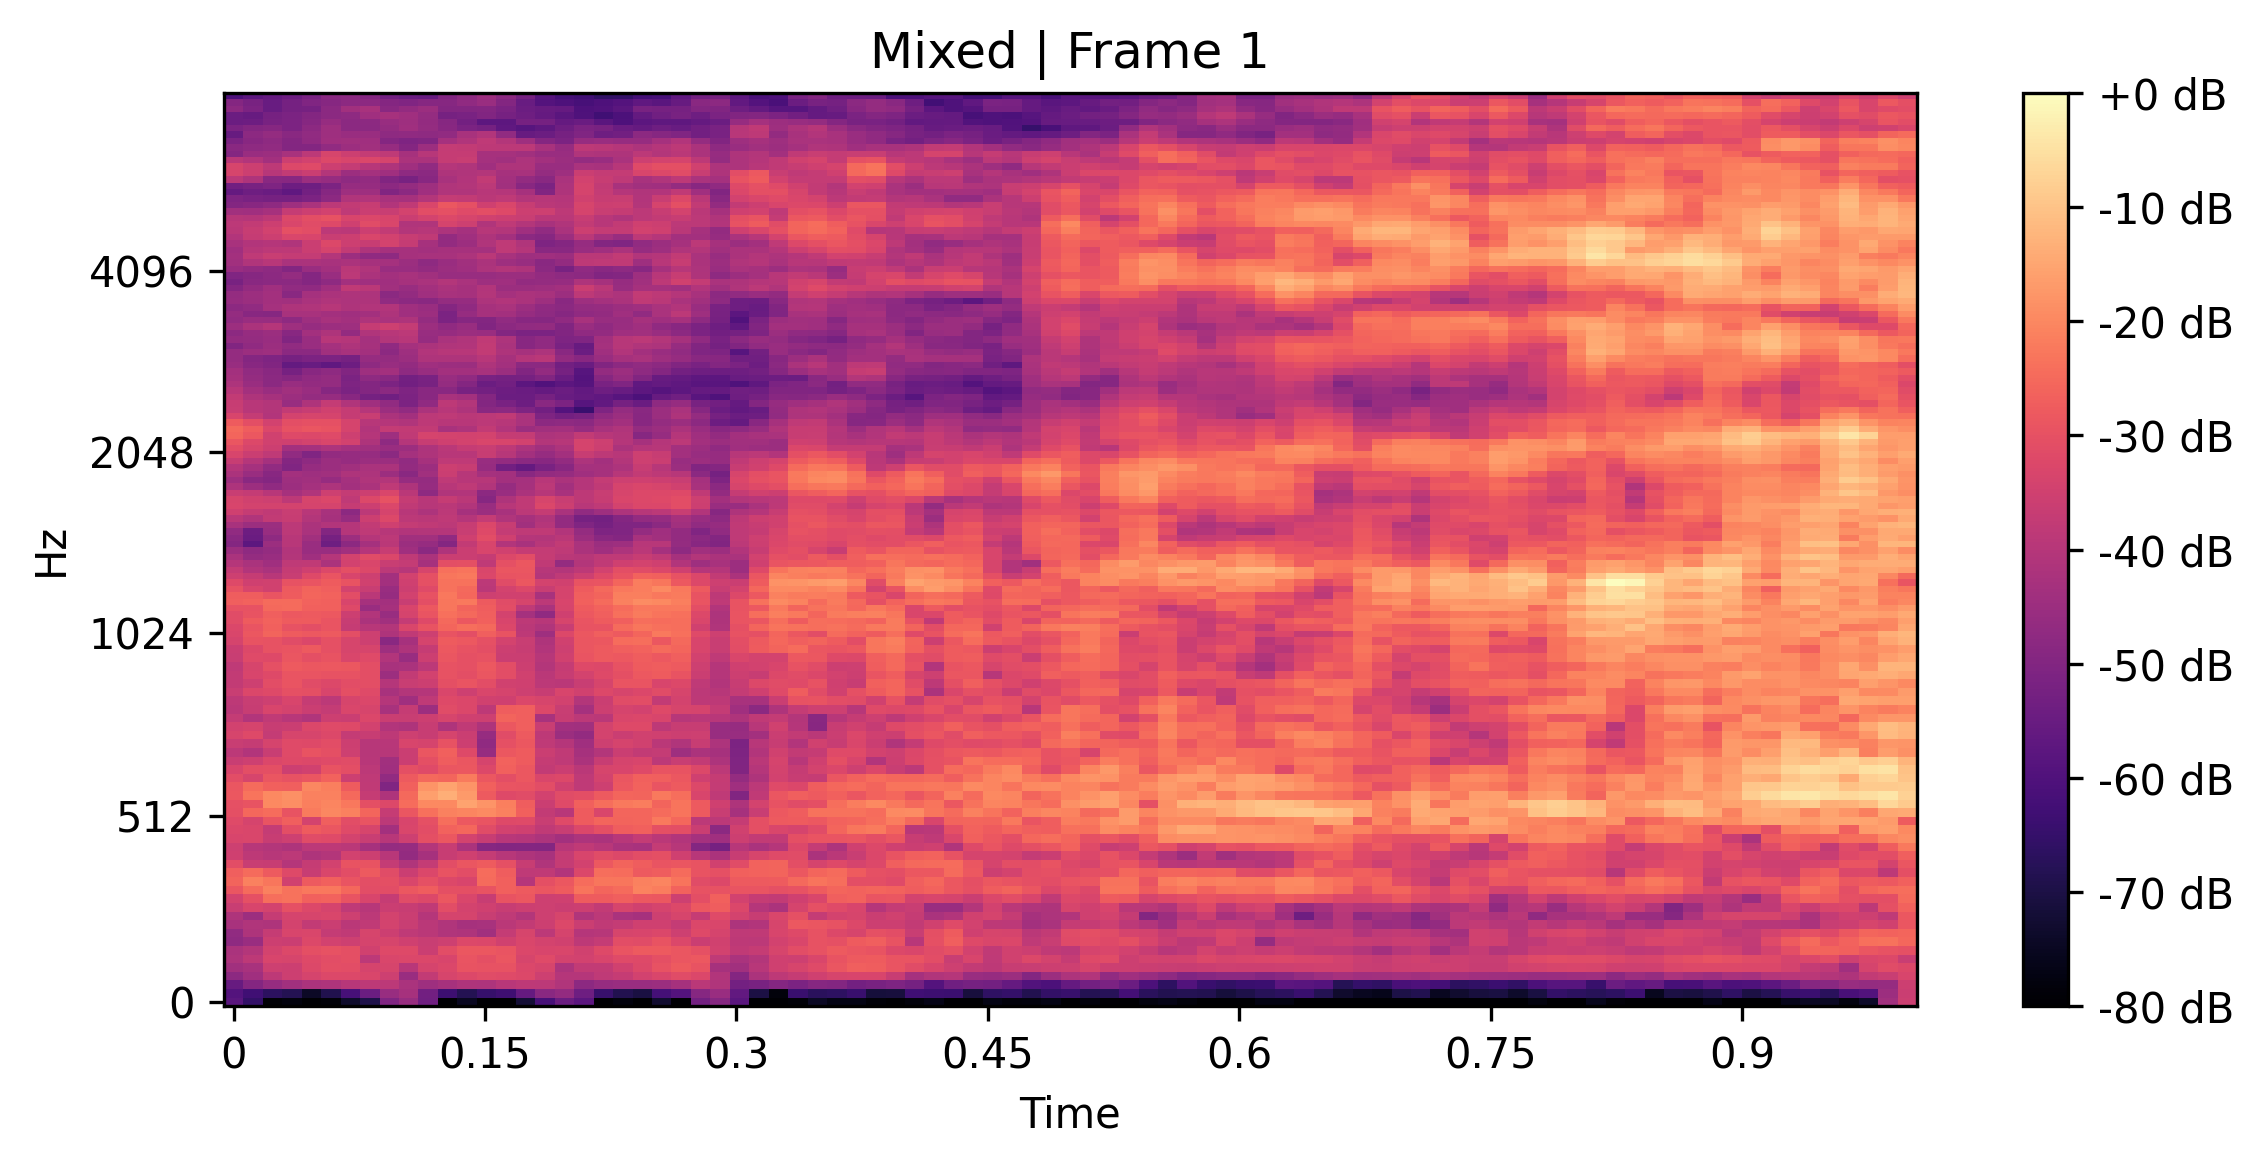 Mixed | Frame 1
+0 dB
-10 dB
-20 dB
-30 dB
-40 dB
-50 dB
-60 dB
-70 dB
-80 dB
Hz
4096
2048
1024
512
0
0 0.15 0.3 0.45 0.6 0.75 0.9
Time